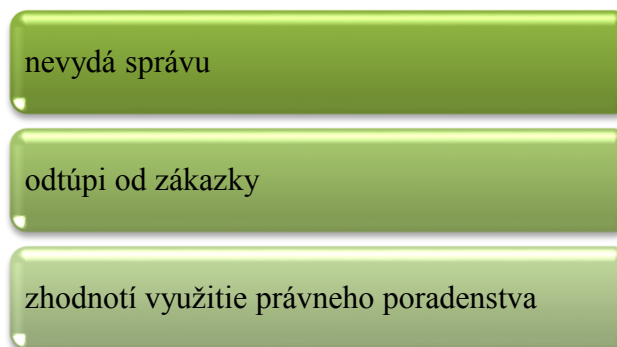 nevydá správu
odtúpi od zákazky
zhodnotí využitie právneho poradenstva